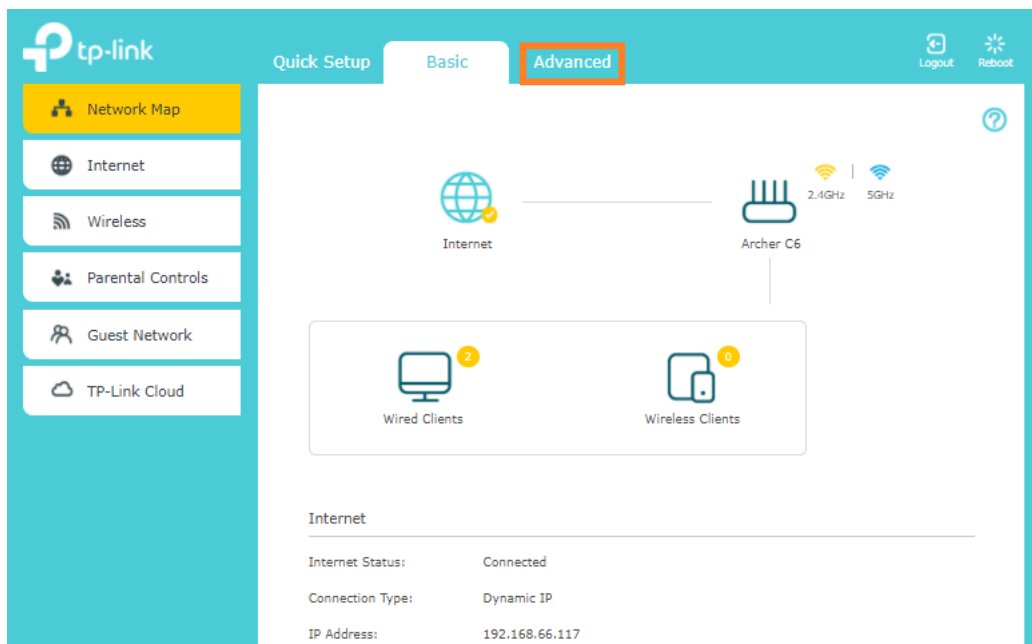 tp-link
Quick Setup Basic Advanced
Logout Reboot
Network Map
Internet
Wireless
Parental Controls
Guest Network
TP-Link Cloud
?
2.4GHz 5GHz
Internet
Archer C6
2
0
Wired Clients
Wireless Clients
Internet
Internet Status: Connected
Connection Type: Dynamic IP
IP Address: 192.168.66.117